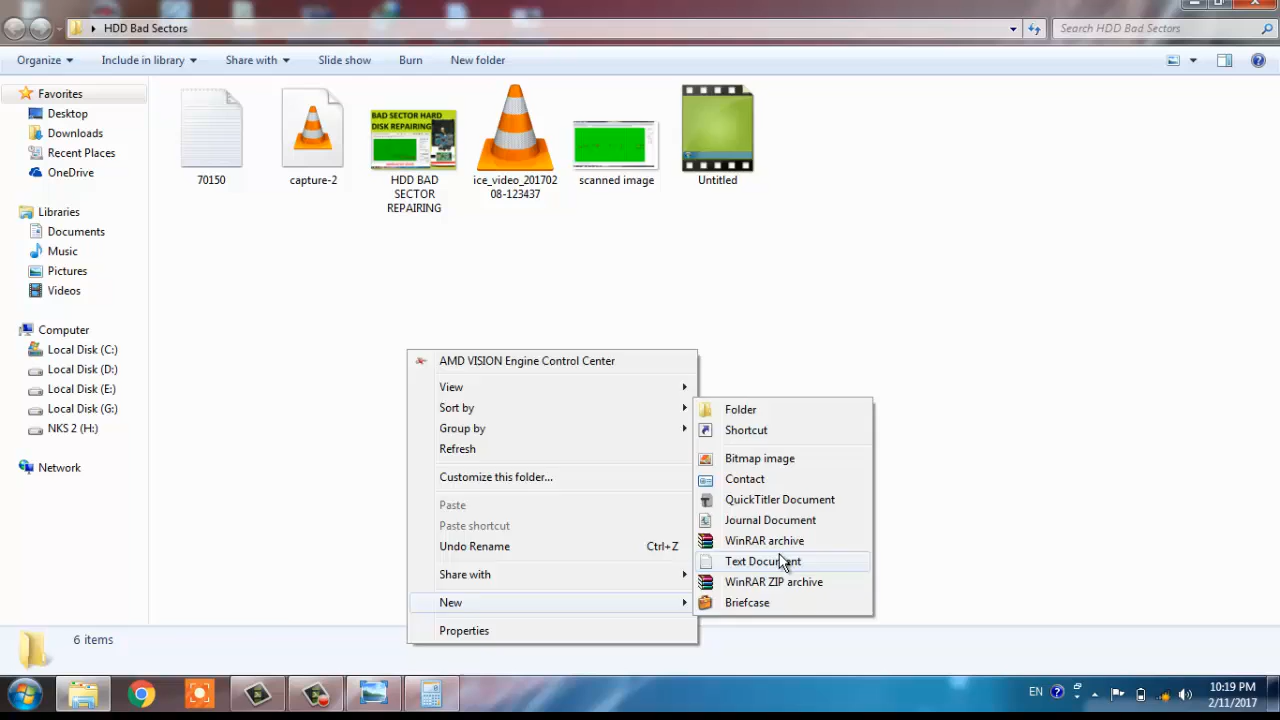 HDD Bad Sectors
Search HDD Bad Sectors
Organize
Include in library
Share with
Slide show
Burn
New folder
Favorites
Desktop
Downloads
Recent Places
OneDrive
Libraries
Documents
Music
Pictures
Videos
Computer
Local Disk (C:)
Local Disk (D:)
Local Disk (E:)
Local Disk (G:)
NKS 2 (H:)
Network
70150
capture-2
BAD SECTOR HARD
DISK REPAIRING
HDD BAD
SECTOR
REPAIRING
ice_video_201702
08-123437
scanned image
Untitled
AMD VISION Engine Control Center
View
Sort by
Group by
Refresh
Customize this folder...
Paste
Paste shortcut
Undo Rename Ctrl+Z
Share with
New
Properties
Folder
Shortcut
Bitmap image
Contact
QuickTitler Document
Journal Document
WinRAR archive
Text Document
WinRAR ZIP archive
Briefcase
6 items
EN
10:19 PM
2/11/2017